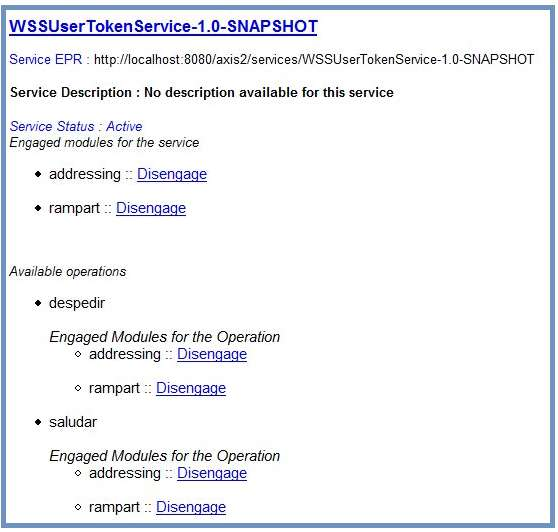 WSSUserTokenService-1.0-SNAPSHOT
Service EPR : http://localhost:8080/axis2/services/WSSUserTokenService-1.0-SNAPSHOT
Service Description : No description available for this service
Service Status : Active
Engaged modules for the service
addressing :: Disengage
rampart :: Disengage
Available operations
despedir
Engaged Modules for the Operation
addressing :: Disengage
rampart :: Disengage
saludar
Engaged Modules for the Operation
addressing :: Disengage
rampart :: Disengage